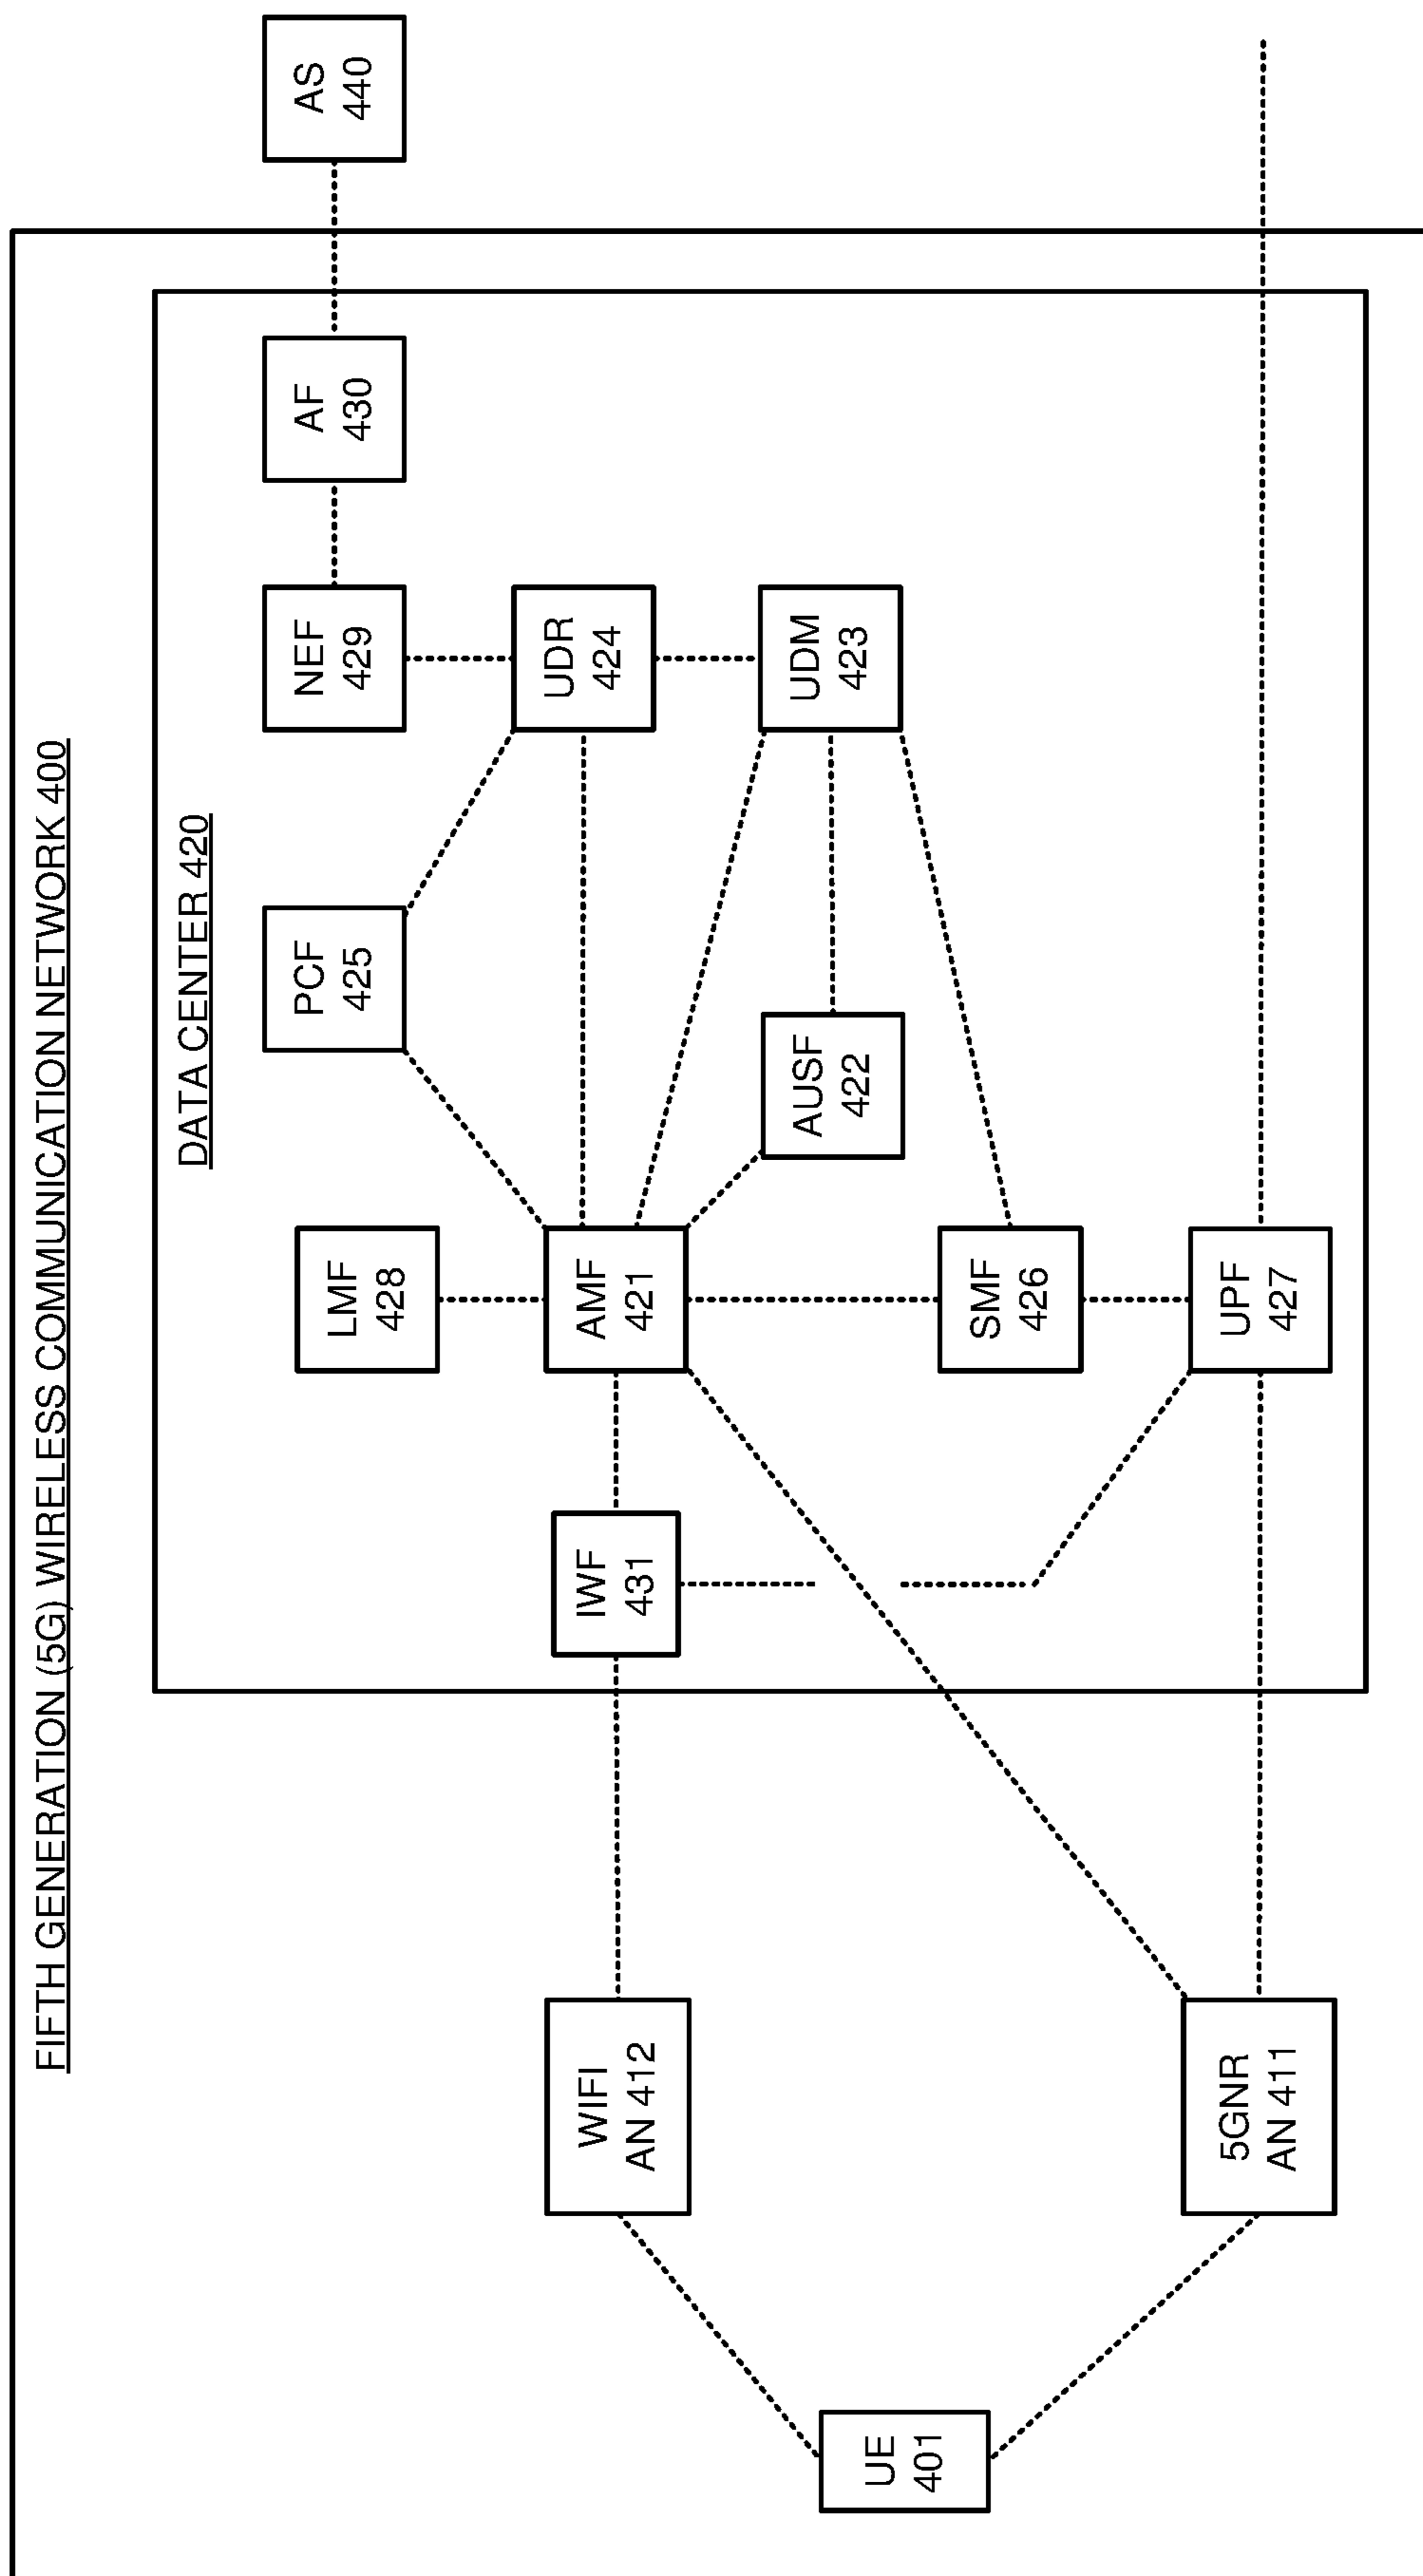 FIFTH GENERATION (5G) WIRELESS COMMUNICATION NETWORK 400
DATA CENTER 420
PCF
425
NEF
429
AF
430
AS
440
LMF
428
UDR
424
WIFI
AN 412
IWF
431
AMF
421
UDM
423
AUSF
422
UE
401
SMF
426
5GNR
AN 411
UPF
427